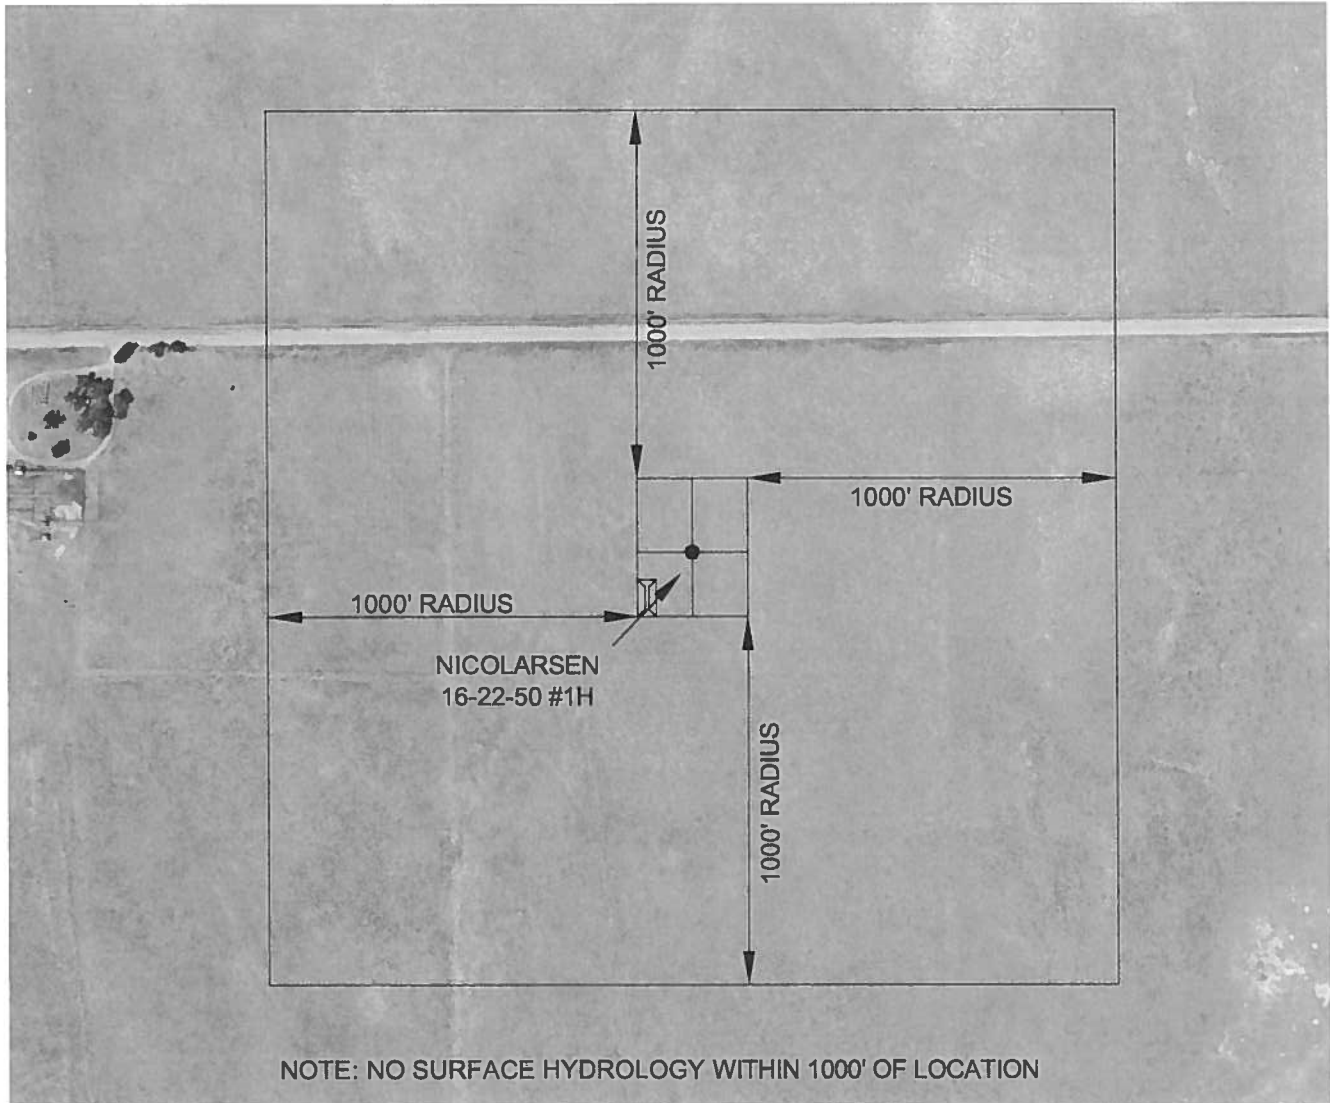 1000' RADIUS
1000' RADIUS
1000' RADIUS
NICOLARSEN
16-22-50 #1H
1000' RADIUS
NOTE: NO SURFACE HYDROLOGY WITHIN 1000' OF LOCATION